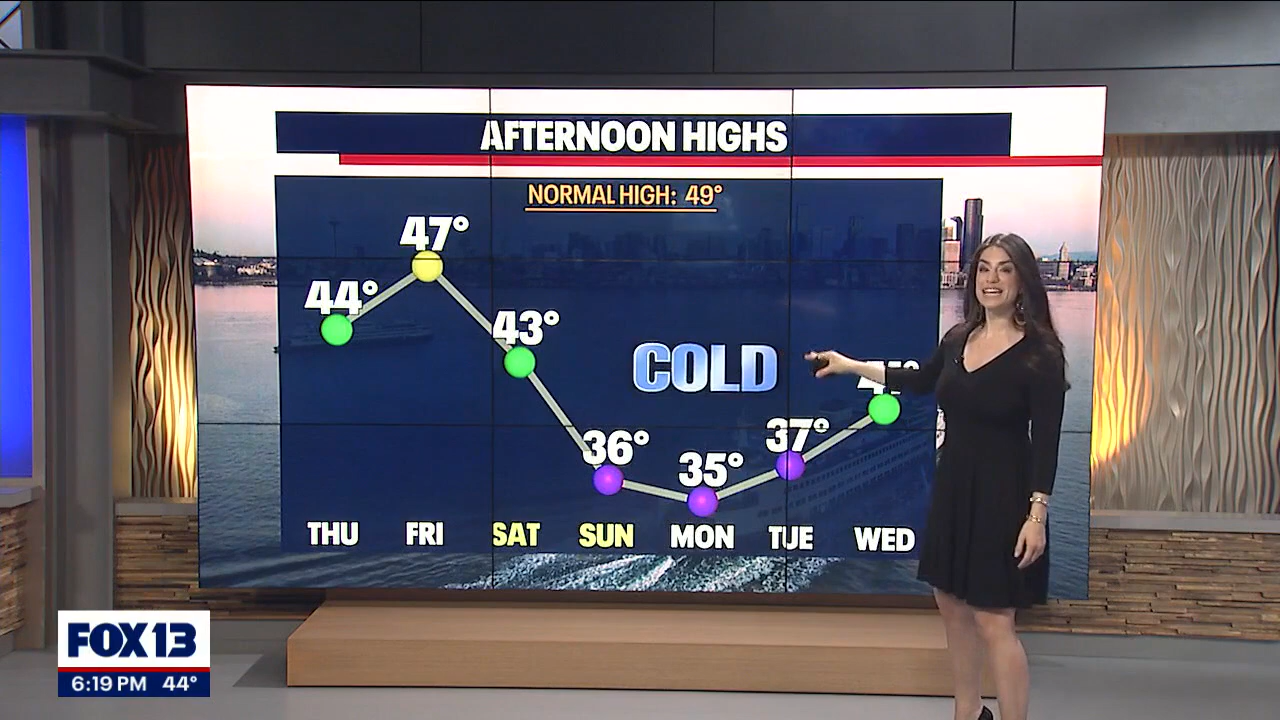 AFTERNOON HIGHS
NORMAL HIGH: 49°
47°
44°
43°
COLD
36°
35°
37°
THU FRI SAT SUN MON TUE WED
FOX 13
6:19 PM 44°